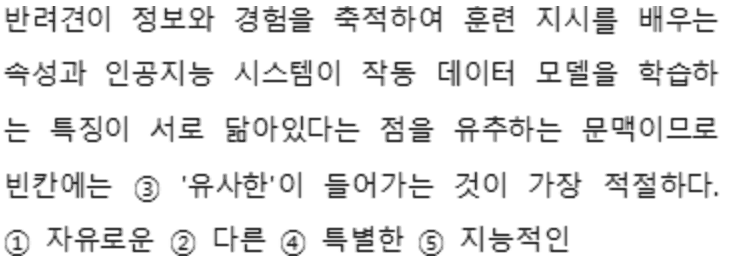 반려견이 정보와 경험을 축적하여 훈련 지시를 배우는
속성과 인공지능 시스템이 작동 데이터 모델을 학습하
는 특징이 서로 닮아있다는 점을 유추하는 문맥이므로
빈칸에는 ③ '유사한'이 들어가는 것이 가장 적절하다.
① 자유로운 ② 다른 ④ 특별한 ⑤ 지능적인